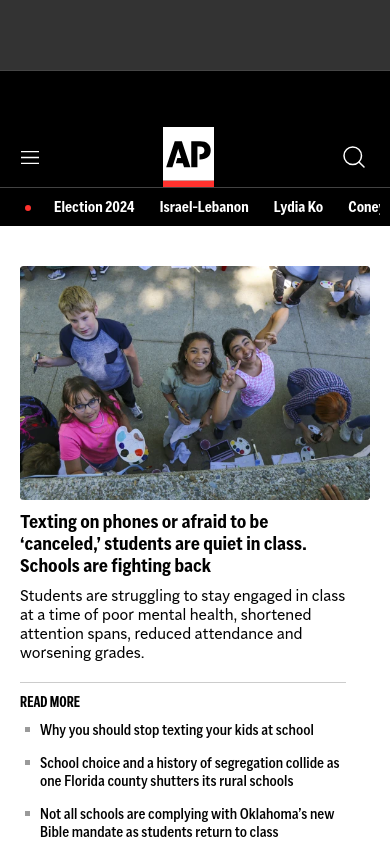 AP
Election 2024 Israel-Lebanon Lydia Ko
Texting on phones or afraid to be
‘canceled,’ students are quiet in class.
Schools are fighting back
Students are struggling to stay engaged in class
at a time of poor mental health, shortened
attention spans, reduced attendance and
worsening grades.
READ MORE
Why you should stop texting your kids at school
School choice and a history of segregation collide as
one Florida county shutters its rural schools
Not all schools are complying with Oklahoma’s new
Bible mandate as students return to class